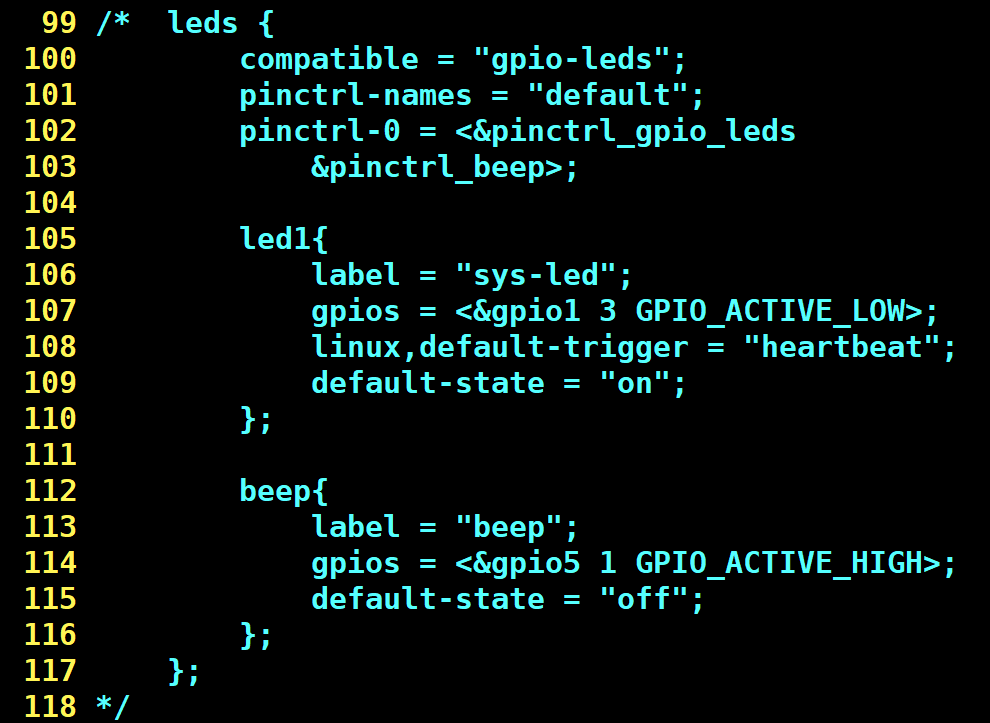 99 /*  leds {
100         compatible = "gpio-leds";
101         pinctrl-names = "default";
102         pinctrl-0 = <&pinctrl_gpio_leds
103             &pinctrl_beep>;
104
105         led1{
106             label = "sys-led";
107             gpios = <&gpio1 3 GPIO_ACTIVE_LOW>;
108             linux,default-trigger = "heartbeat";
109             default-state = "on";
110         };
111
112         beep{
113             label = "beep";
114             gpios = <&gpio5 1 GPIO_ACTIVE_HIGH>;
115             default-state = "off";
116         };
117     };
118 */